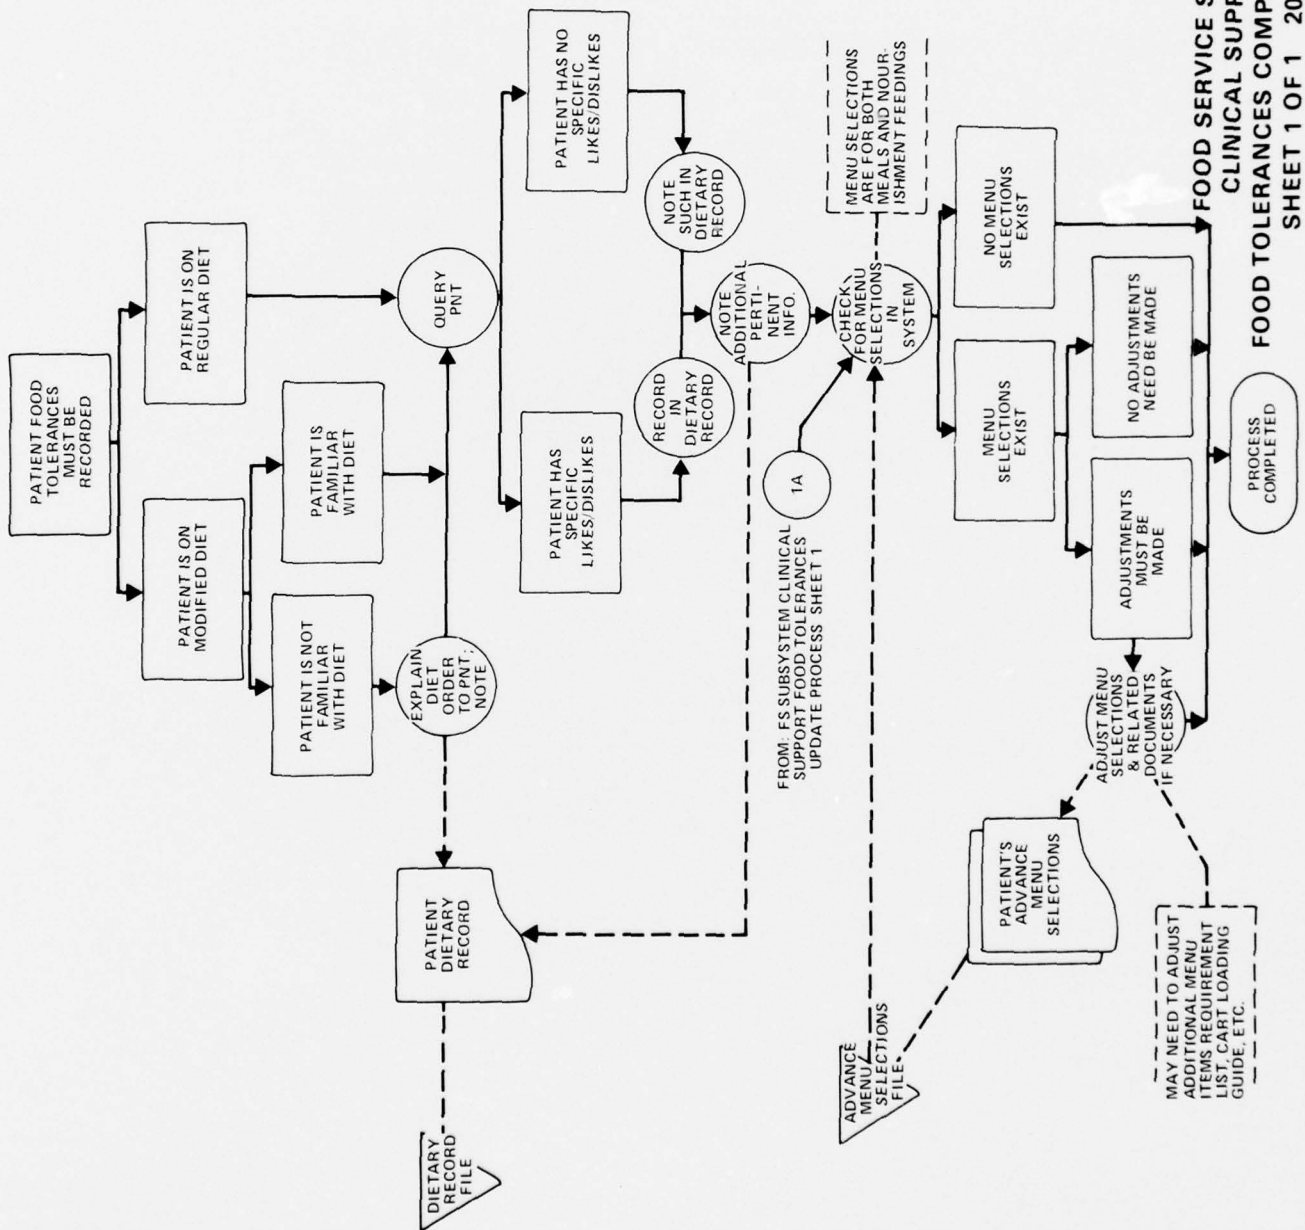 PATIENT FOOD
TOLERANCES
MUST BE
RECORDED
PATIENT IS ON
MODIFIED DIET
PATIENT IS ON
REGULAR DIET
PATIENT IS NOT
FAMILIAR
WITH DIET
PATIENT IS
FAMILIAR
WITH DIET
EXPLAIN
DIET
ORDER
TO PNT;
NOTE
QUERY
PNT
PATIENT
DIETARY
RECORD
DIETARY
RECORD
FILE
PATIENT HAS
SPECIFIC
LIKES/DISLIKES
PATIENT HAS NO
SPECIFIC
LIKES/DISLIKES
RECORD
IN
DIETARY
RECORD
NOTE
SUCH IN
DIETARY
RECORD
NOTE
ADDITIONAL
PERTI-
NENT
INFO.
FROM: FS SUBSYSTEM CLINICAL
SUPPORT FOOD TOLERANCES
UPDATE PROCESS SHEET 1
1A
CHECK
FOR MENU
SELECTIONS
IN
SYSTEM
MENU SELECTIONS
ARE FOR BOTH
MEALS AND NOUR-
ISHMENT FEEDINGS
ADVANCE
MENU
SELECTIONS
FILE
MENU
SELECTIONS
EXIST
NO MENU
SELECTIONS
EXIST
PATIENT'S
ADVANCE
MENU
SELECTIONS
ADJUST MENU
SELECTIONS
& RELATED
DOCUMENTS
IF NECESSARY
ADJUSTMENTS
MUST BE
MADE
NO ADJUSTMENTS
NEED BE MADE
MAY NEED TO ADJUST
ADDITIONAL MENU
ITEMS REQUIREMENT
LIST, CART LOADING
GUIDE, ETC.
PROCESS
COMPLETED
FOOD SERVICE S
CLINICAL SUPP
FOOD TOLERANCES COMP
SHEET 1 OF 1 20